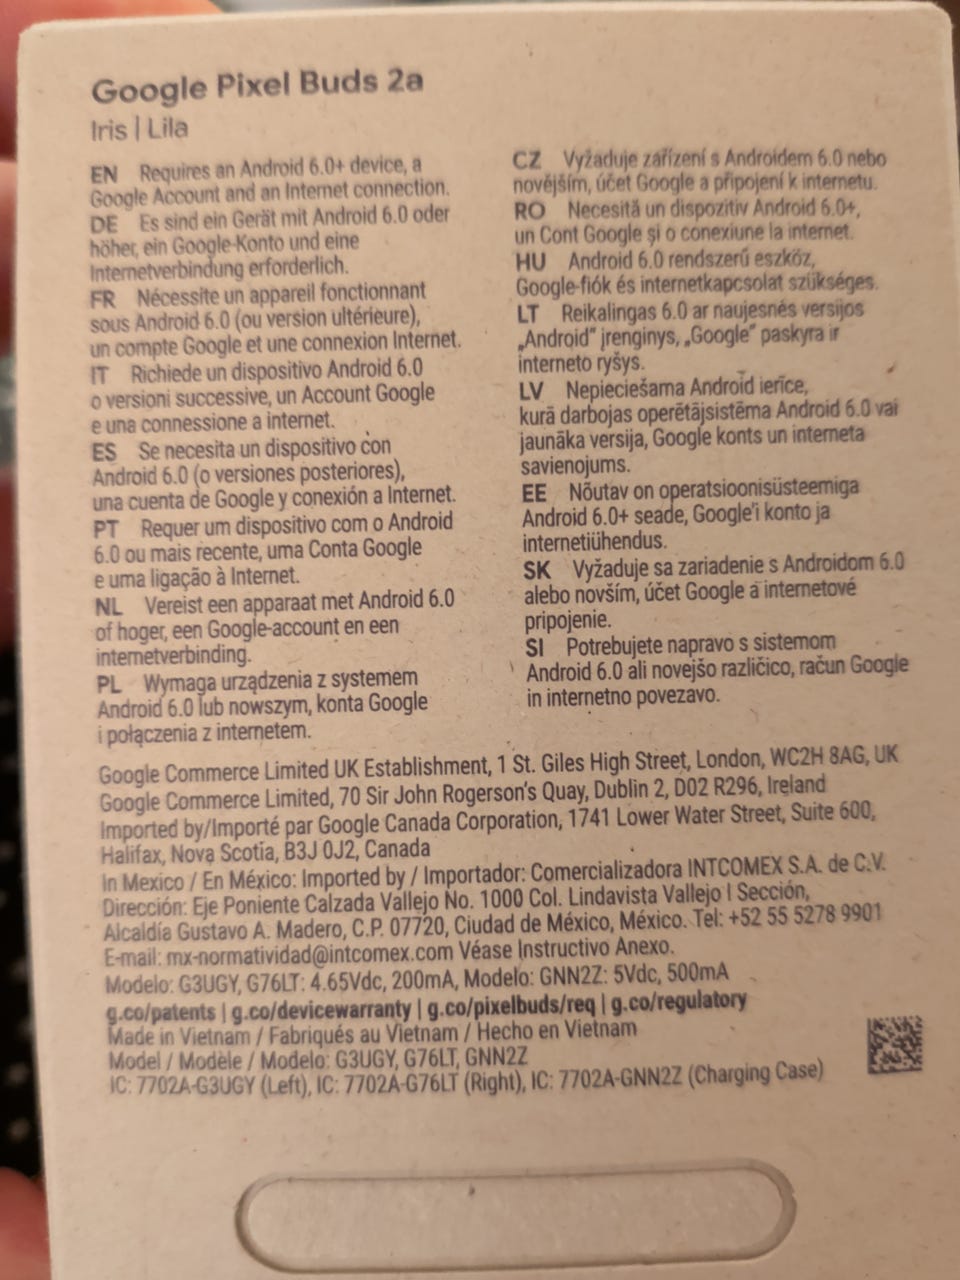 Google Pixel Buds 2a
Iris | Lila
EN Requires an Android 6.0+ device, a
Google Account and an Internet connection.
DE Es sind ein Gerät mit Android 6.0 oder
höher, ein Google-Konto und eine
Internetverbindung erforderlich.
FR Nécessite un appareil fonctionnant
sous Android 6.0 (ou version ultérieure),
un compte Google et une connexion Internet.
IT Richiede un dispositivo Android 6.0
o versioni successive, un Account Google
e una connessione a internet.
ES Se necesita un dispositivo con
Android 6.0 (o versiones posteriores),
una cuenta de Google y conexión a Internet.
PT Requer um dispositivo com o Android
6.0 ou mais recente, uma Conta Google
e uma ligação à Internet.
NL Vereist een apparaat met Android 6.0
of hoger, een Google-account en een
internetverbinding.
PL Wymaga urządzenia z systemem
Android 6.0 lub nowszym, konta Google
i połączenia z internetem.
CZ Vyžaduje zařízení s Androidem 6.0 nebo
novějším, účet Google a připojení k internetu.
RO Necesită un dispozitiv Android 6.0+,
un Cont Google și o conexiune la internet.
HU Android 6.0 rendszerű eszköz,
Google-fiók és internetkapcsolat szükséges.
LT Reikalingas 6.0 ar naujesnės versijos
„Android" įrenginys, „Google" paskyra ir
interneto ryšys.
LV Nepieciešama Android ierīce,
kurā darbojas operētājsistēma Android 6.0 vai
jaunāka versija, Google konts un interneta
savienojums.
EE Nõutav on operatsioonisüsteemiga
Android 6.0+ seade, Google'i konto ja
internetiühendus.
SK Vyžaduje sa zariadenie s Androidom 6.0
alebo novším, účet Google a internetové
pripojenie.
SI Potrebujete napravo s sistemom
Android 6.0 ali novejšo različico, račun Google
in internetno povezavo.
Google Commerce Limited UK Establishment, 1 St. Giles High Street, London, WC2H 8AG, UK
Google Commerce Limited, 70 Sir John Rogerson's Quay, Dublin 2, D02 R296, Ireland
Imported by/Importé par Google Canada Corporation, 1741 Lower Water Street, Suite 600,
Halifax, Nova Scotia, B3J 0J2, Canada
In Mexico / En México: Imported by / Importador: Comercializadora INTCOMEX S.A. de C.V.
Dirección: Eje Poniente Calzada Vallejo No. 1000 Col. Lindavista Vallejo I Sección,
Alcaldía Gustavo A. Madero, C.P. 07720, Ciudad de México, México. Tel: +52 55 5278 9901
E-mail: mx-normatividad@intcomex.com Véase Instructivo Anexo.
Modelo: G3UGY, G76LT: 4.65Vdc, 200mA, Modelo: GNN2Z: 5Vdc, 500mA
g.co/patents | g.co/devicewarranty | g.co/pixelbuds/req | g.co/regulatory
Made in Vietnam / Fabriqués au Vietnam / Hecho en Vietnam
Model / Modèle / Modelo: G3UGY, G76LT, GNN2Z
IC: 7702A-G3UGY (Left), IC: 7702A-G76LT (Right), IC: 7702A-GNN2Z (Charging Case)